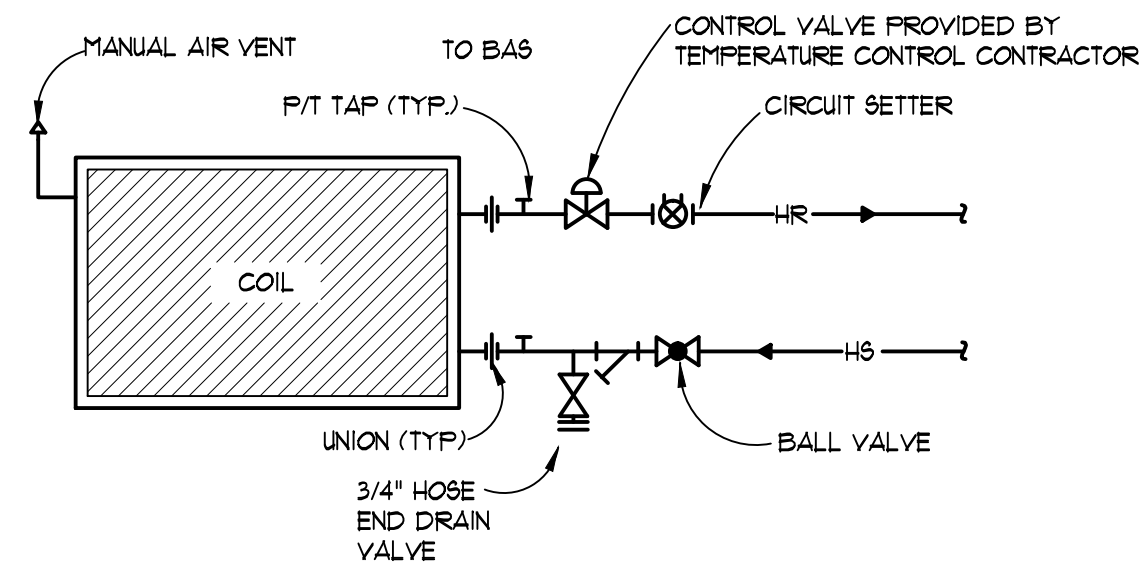 MANUAL AIR VENT
TO BAS
CONTROL VALVE PROVIDED BY
TEMPERATURE CONTROL CONTRACTOR
P/T TAP (TYP.)
CIRCUIT SETTER
HR
COIL
HS
UNION (TYP)
BALL VALVE
3/4" HOSE
END DRAIN
VALVE